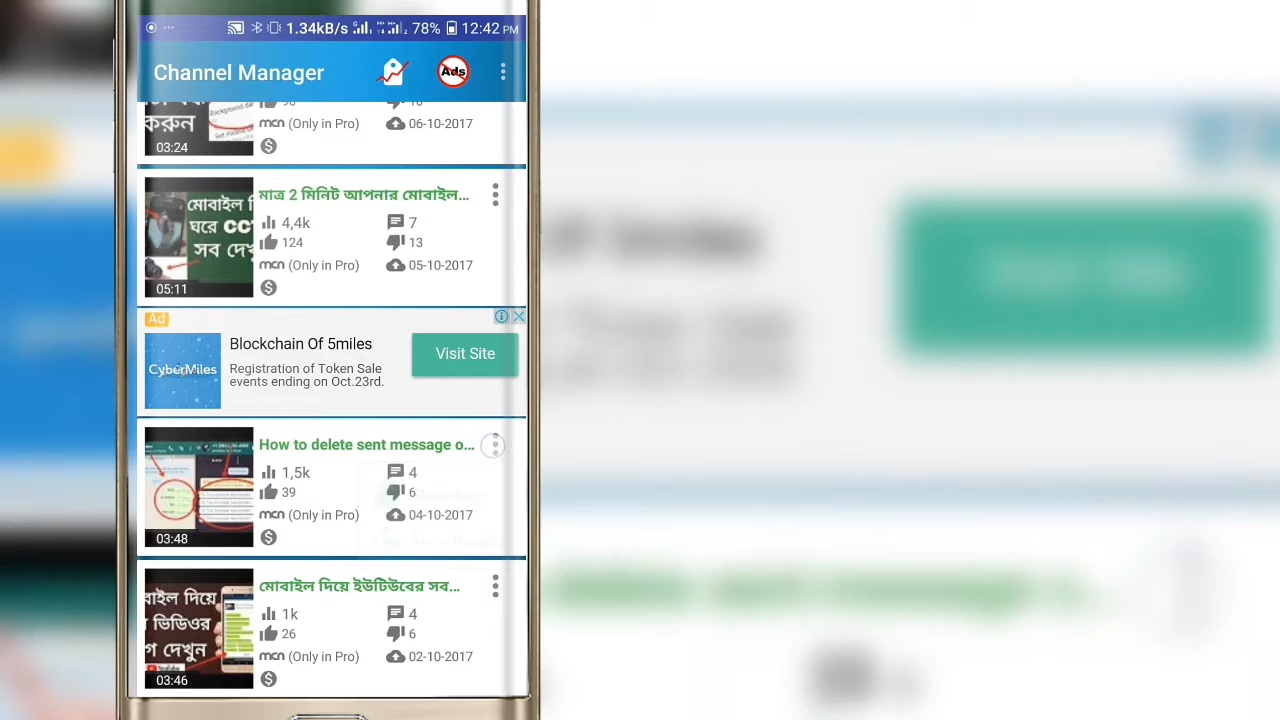 1.34kB/s 78% 12:42 PM
Channel Manager
Ads
করুন
03:24
mcn (Only in Pro) 06-10-2017
মাত্র 2 মিনিট আপনার মোবাইল...
4,4k 7
124 13
mcn (Only in Pro) 05-10-2017
মোবাইল
ঘরে
সব
05:11
Ad
CyberMiles
Blockchain Of 5miles
Registration of Token Sale
events ending on Oct.23rd.
Visit Site
How to delete sent message o...
1,5k 4
39 6
mcn (Only in Pro) 04-10-2017
03:48
মোবাইল দিয়ে ইউটিউবের সব...
1k 4
26 6
mcn (Only in Pro) 02-10-2017
বাইল দিয়ে
ভিডিওর
গ দেখুন
03:46